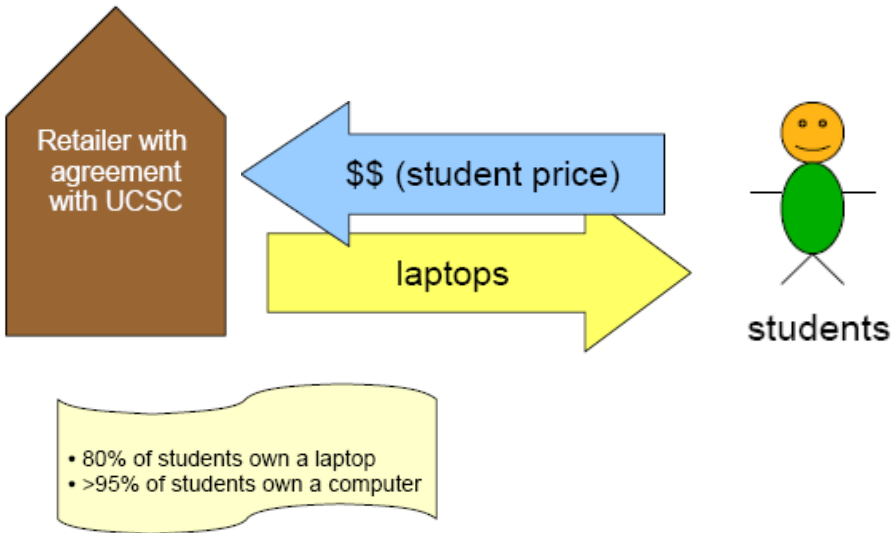 Retailer with
agreement
with UCSC
$$ (student price)
laptops
students
• 80% of students own a laptop
• >95% of students own a computer